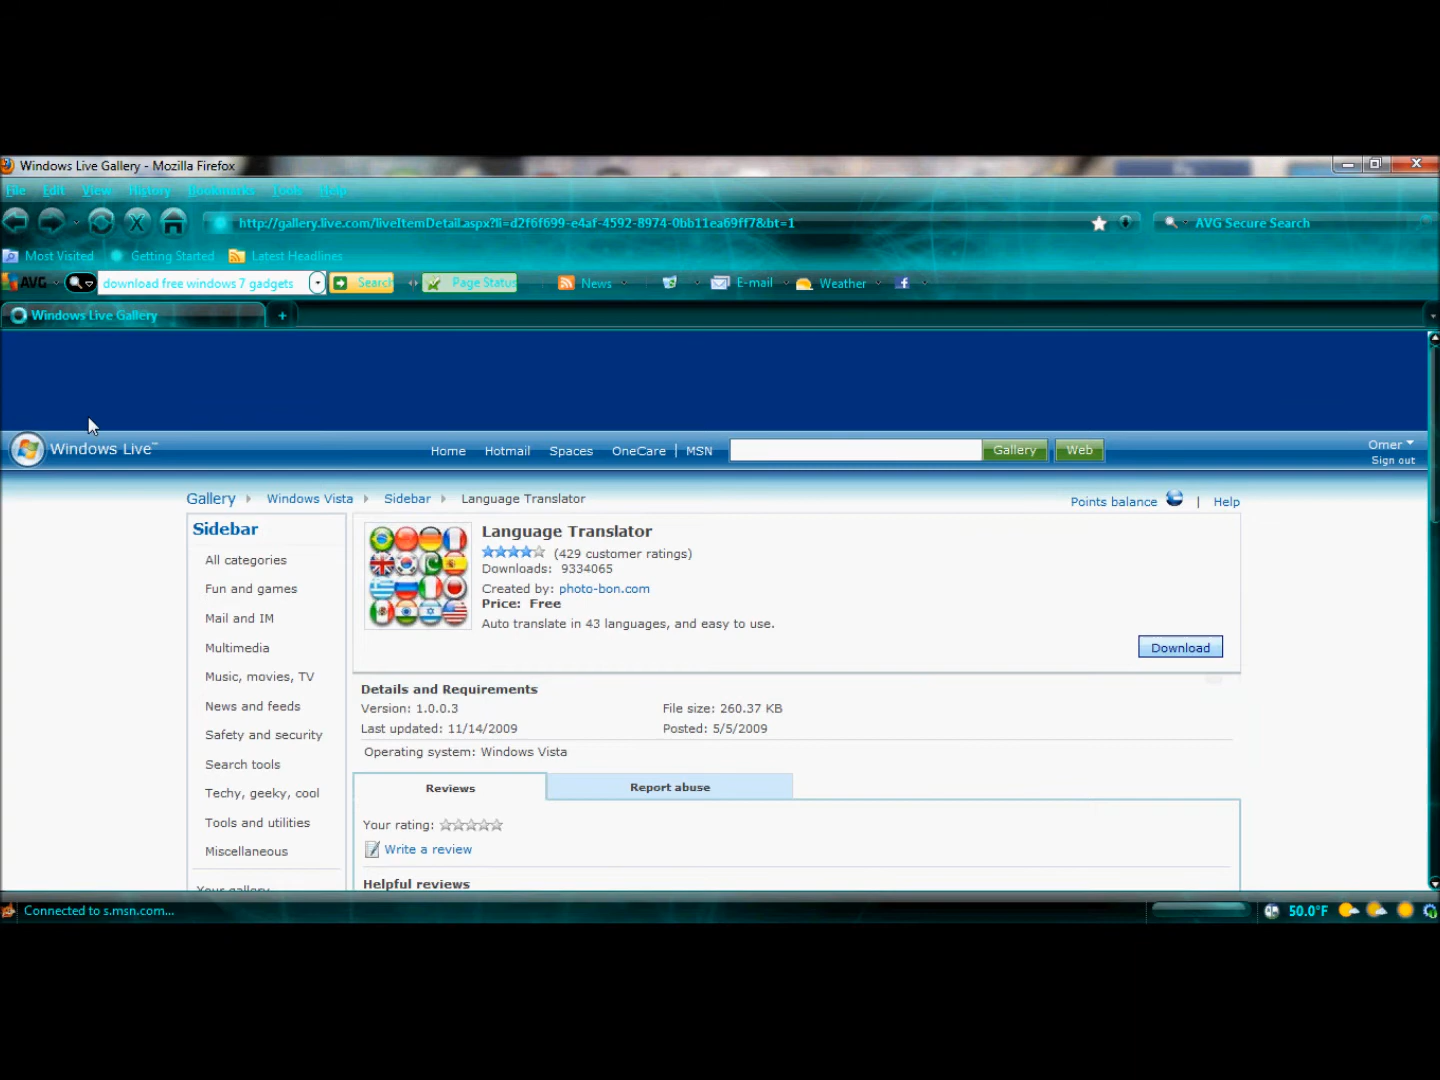 Windows Live Gallery - Mozilla Firefox
File Edit View History Bookmarks Tools Help
http://gallery.live.com/liveItemDetail.aspx?li=d2f6f699-e4af-4592-8974-0bb11ea69ff7&bt=1
AVG Secure Search
Most Visited Getting Started Latest Headlines
AVG download free windows 7 gadgets Search Page Status News E-mail Weather
Windows Live Gallery
Windows Live™ Home Hotmail Spaces OneCare | MSN Gallery Web Omer
Sign out
Gallery Windows Vista Sidebar Language Translator Points balance | Help
Sidebar
All categories
Fun and games
Mail and IM
Multimedia
Music, movies, TV
News and feeds
Safety and security
Search tools
Techy, geeky, cool
Tools and utilities
Miscellaneous
Your gallery
Language Translator
(429 customer ratings)
Downloads: 9334065
Created by: photo-bon.com
Price: Free
Auto translate in 43 languages, and easy to use.
Download
Details and Requirements
Version: 1.0.0.3 File size: 260.37 KB
Last updated: 11/14/2009 Posted: 5/5/2009
Operating system: Windows Vista
Reviews Report abuse
Your rating:
Write a review
Helpful reviews
Connected to s.msn.com... 50.0°F